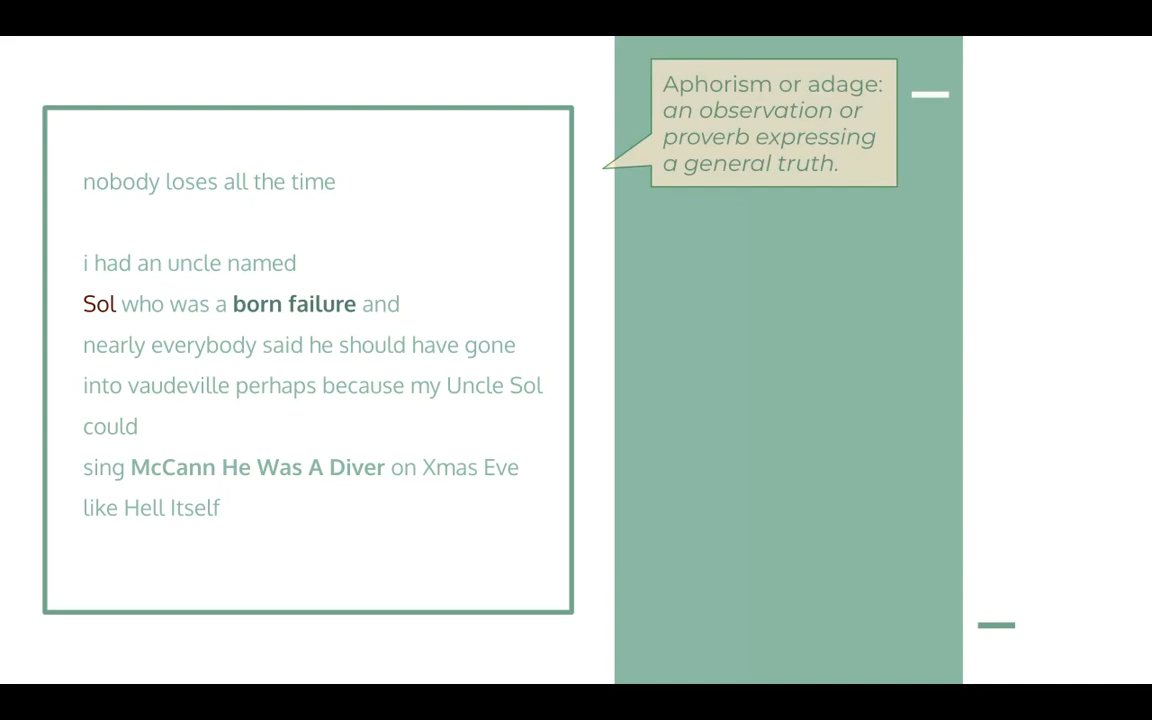 nobody loses all the time
i had an uncle named
Sol who was a born failure and
nearly everybody said he should have gone
into vaudeville perhaps because my Uncle Sol
could
sing McCann He Was A Diver on Xmas Eve
like Hell Itself
Aphorism or adage:
an observation or
proverb expressing
a general truth.